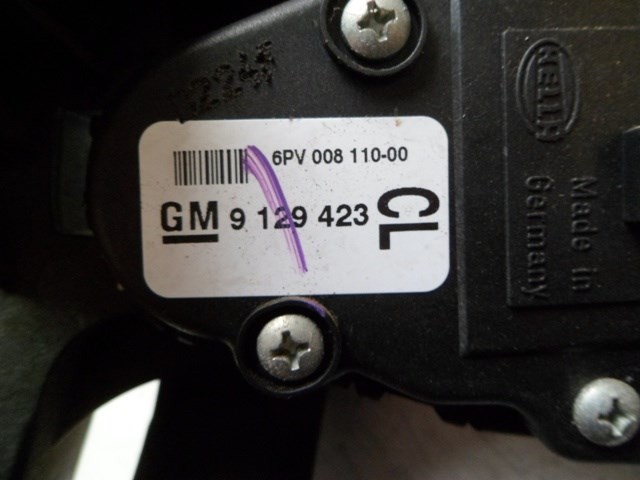 6PV 008 110-00
GM 9 129 423
CL
HELLA
Made in
Germany